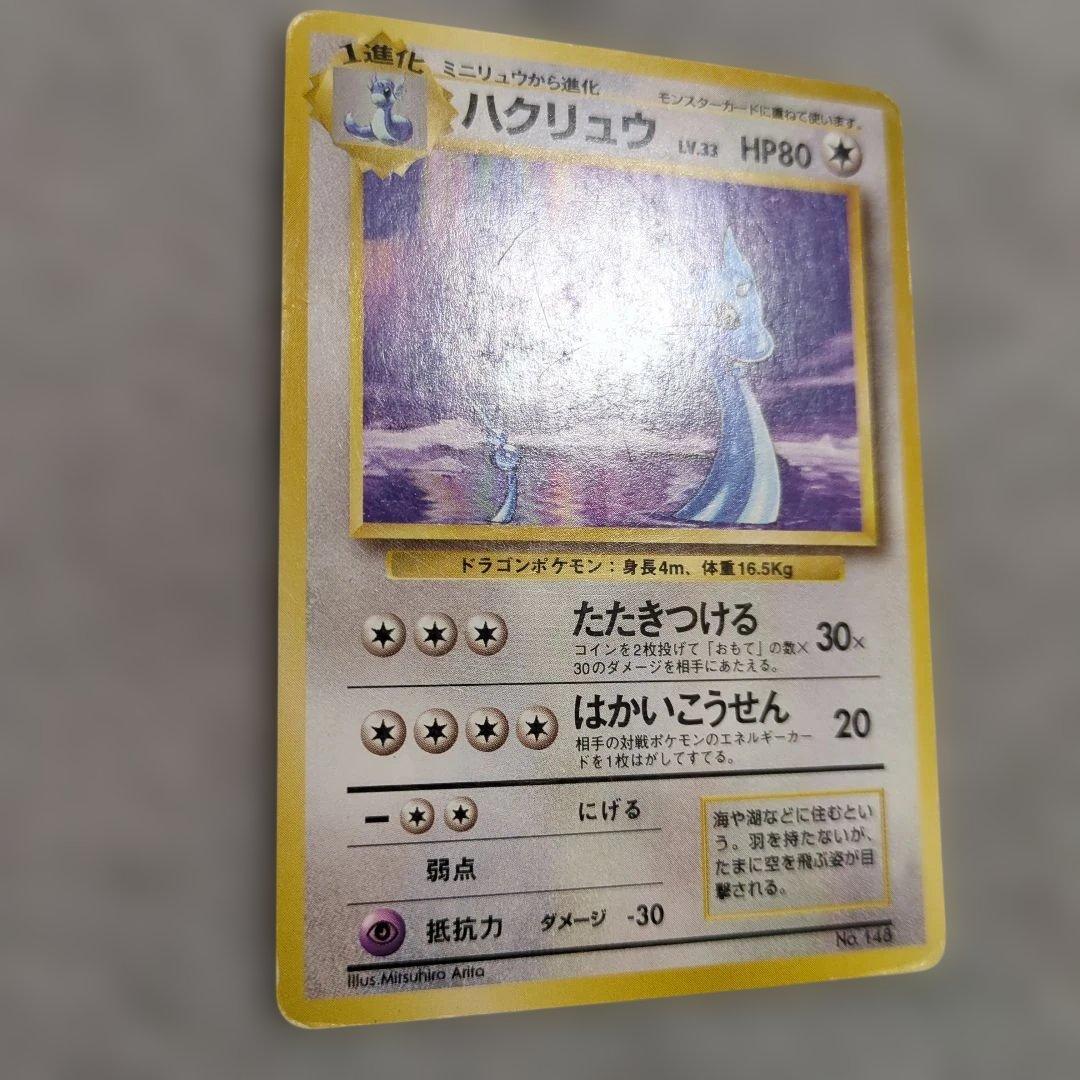 1進化
ミニリュウから進化
モンスターカードに重ねて使います。
ハクリュウ LV.33 HP80
ドラゴンポケモン：身長4m、体重16.5Kg
たたきつける 30×
コインを2枚投げて「おもて」の数×
30のダメージを相手にあたえる。
はかいこうせん 20
相手の対戦ポケモンのエネルギーカー
ドを1枚はがしてすてる。
ー にげる
弱点
抵抗力 ダメージ -30
海や湖などに住むとい
う。羽を持たないが、
たまに空を飛ぶ姿が目
撃される。
No. 148
Illus.Mitsuhiro Arita